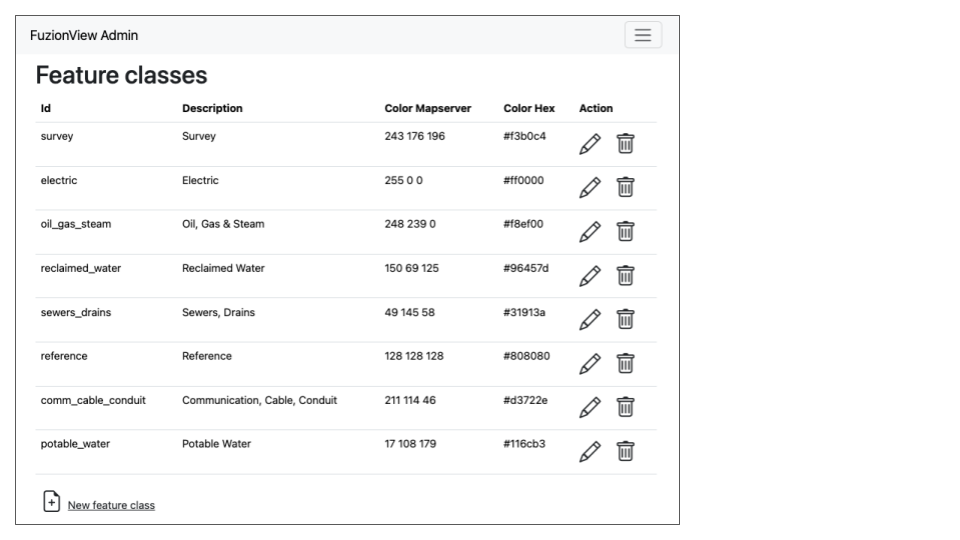 FuzionView Admin
Feature classes
Id Description Color Mapserver Color Hex Action
survey Survey 243 176 196 #f3b0c4
electric Electric 255 0 0 #ff0000
oil_gas_steam Oil, Gas & Steam 248 239 0 #f8ef00
reclaimed_water Reclaimed Water 150 69 125 #96457d
sewers_drains Sewers, Drains 49 145 58 #31913a
reference Reference 128 128 128 #808080
comm_cable_conduit Communication, Cable, Conduit 211 114 46 #d3722e
potable_water Potable Water 17 108 179 #116cb3
New feature class